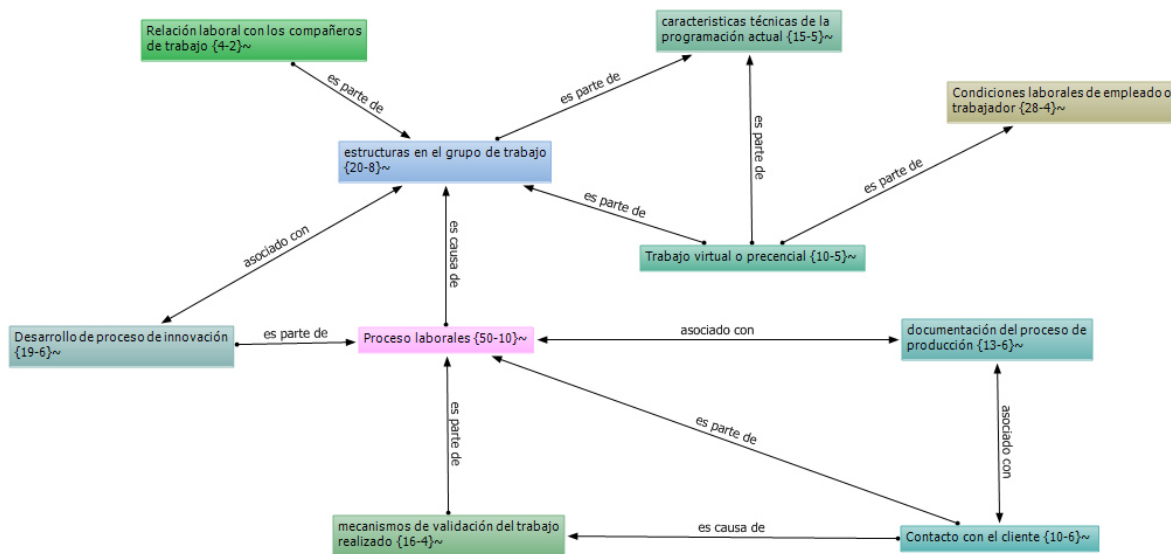 Relación laboral con los compañeros
de trabajo {4-2}~
caracteristicas técnicas de la
programación actual {15-5}~
es parte de
es parte de
Condiciones laborales de empleado o
trabajador {28-4}~
es parte de
estructuras en el grupo de trabajo
{20-8}~
es parte de
es parte de
asociado con
es causa de
Trabajo virtual o precencial {10-5}~
Desarrollo de proceso de innovación
{19-6}~
es parte de
Proceso laborales {50-10}~
asociado con
documentación del proceso de
producción {13-6}~
es parte de
es parte de
asociado con
mecanismos de validación del trabajo
realizado {16-4}~
es causa de
Contacto con el cliente {10-6}~